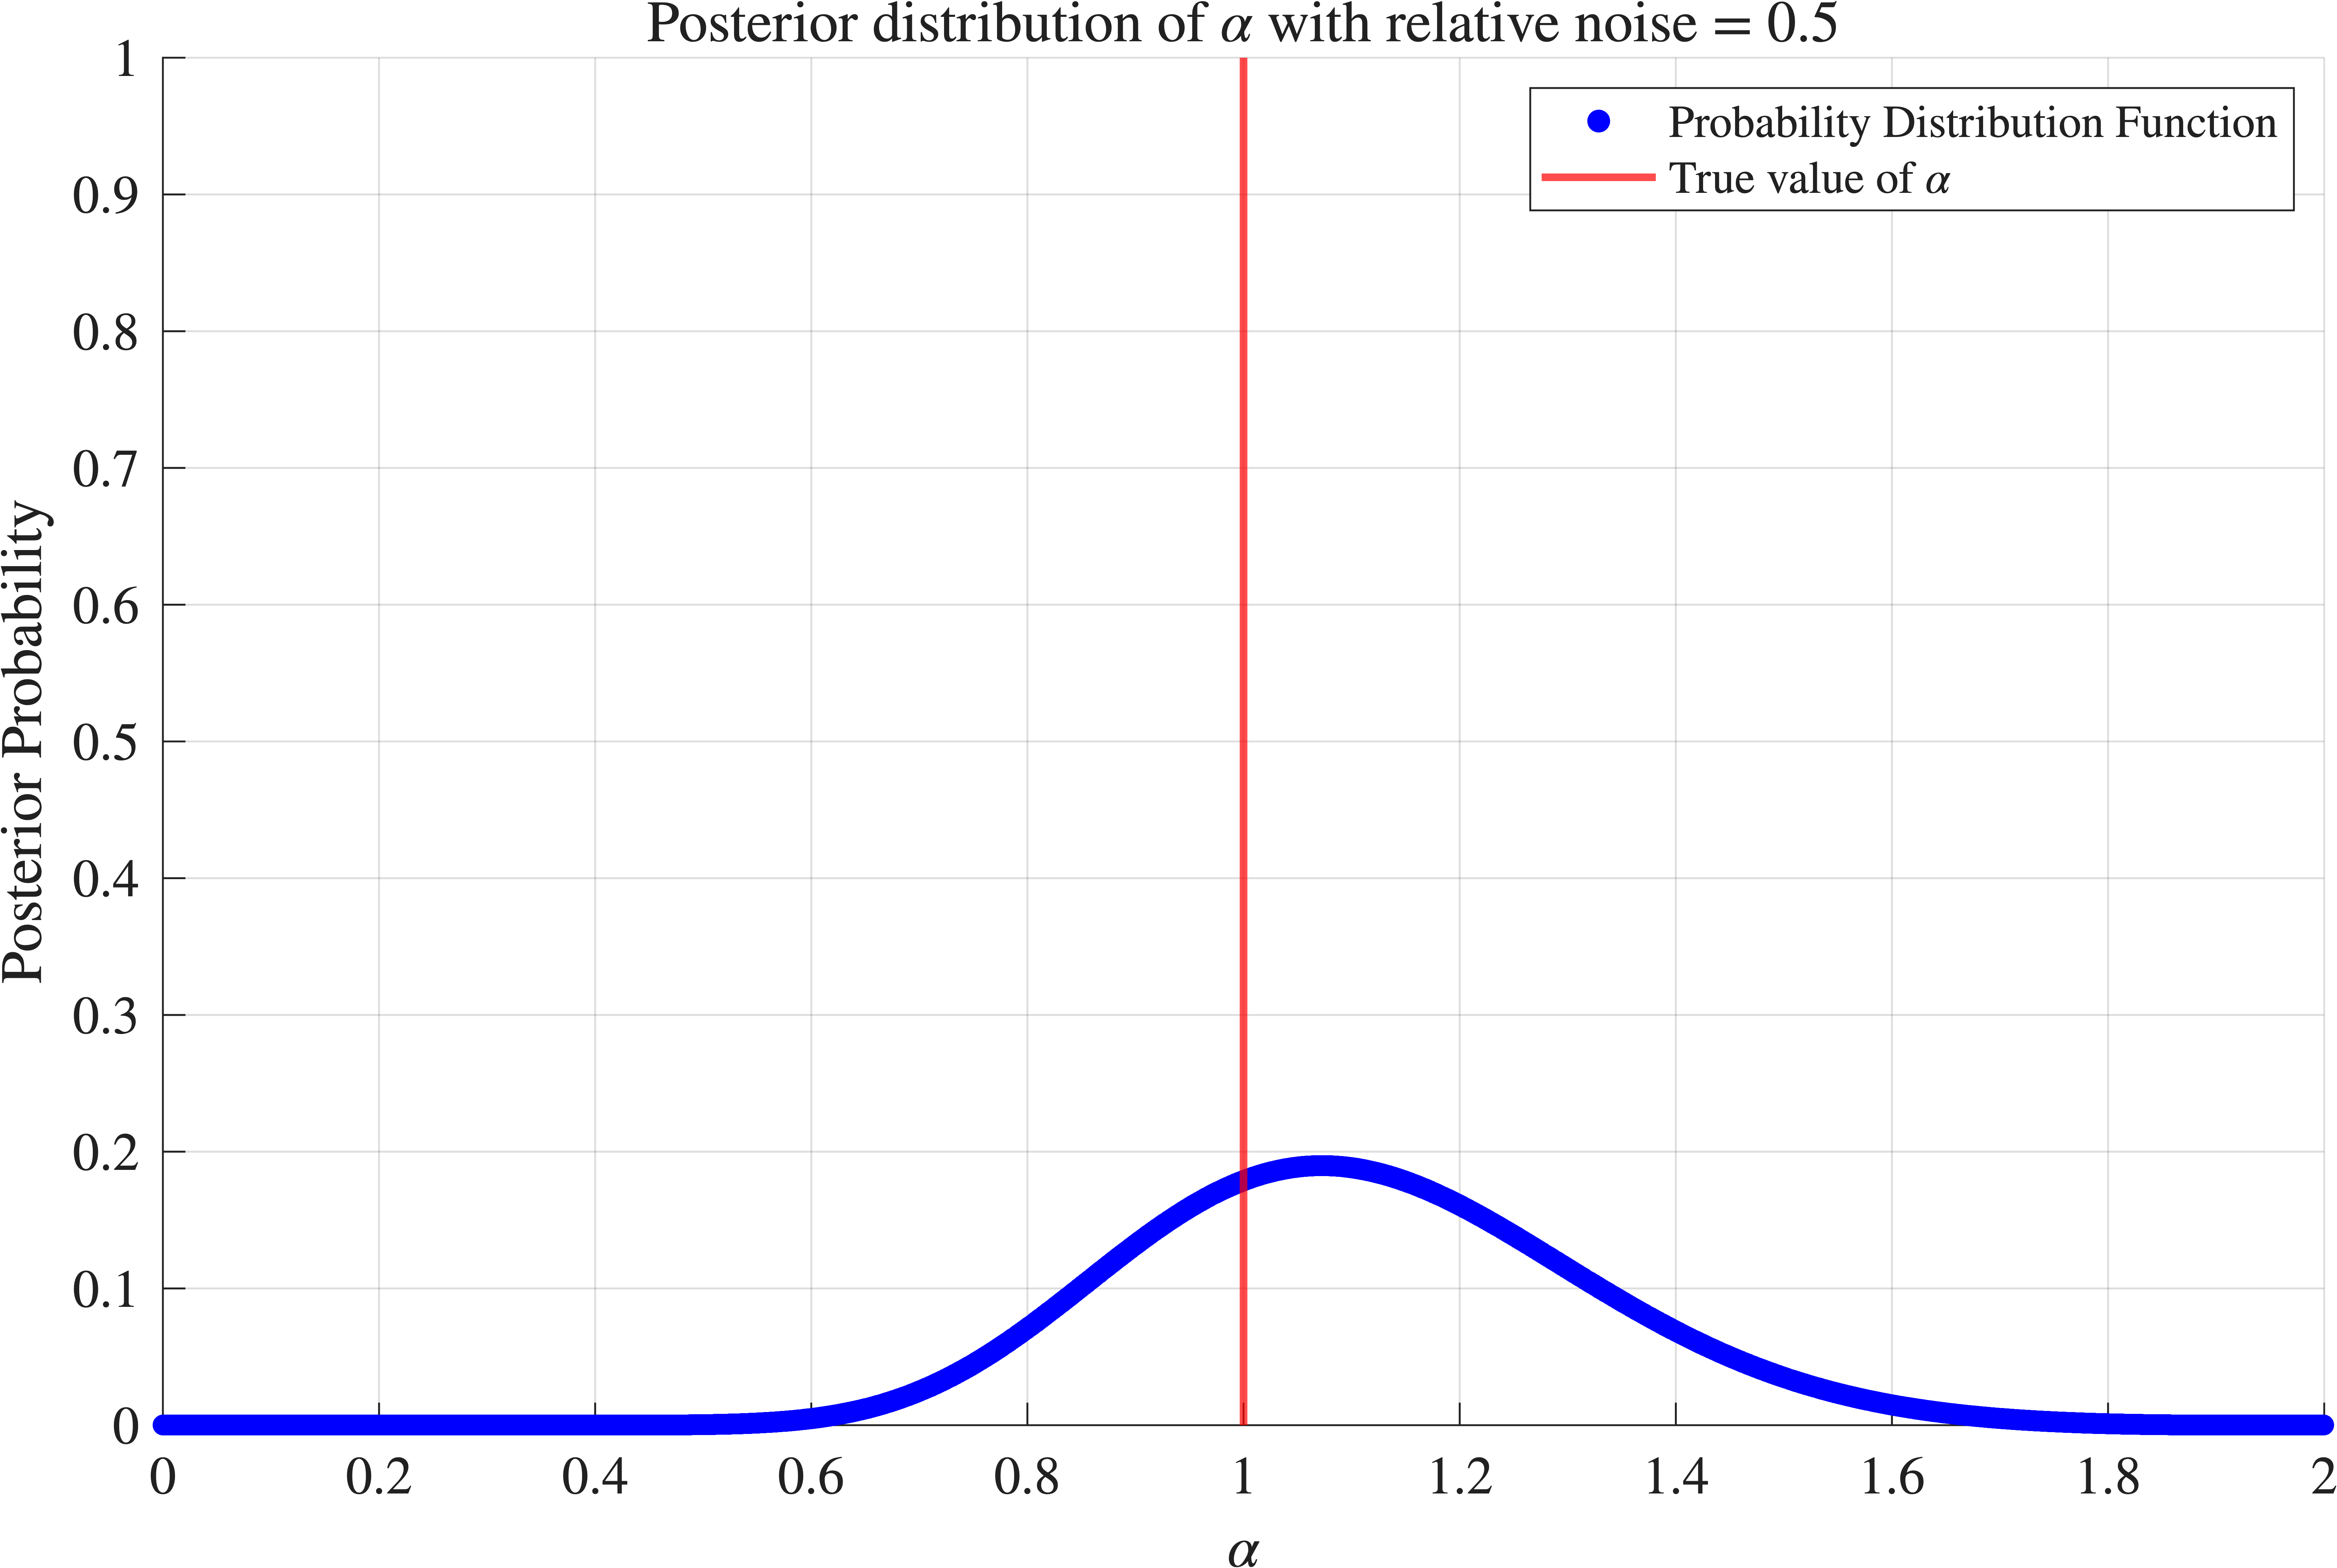 Posterior distribution of α with relative noise = 0.5
Probability Distribution Function
True value of α
Posterior Probability
1
0.9
0.8
0.7
0.6
0.5
0.4
0.3
0.2
0.1
0
0 0.2 0.4 0.6 0.8 1 1.2 1.4 1.6 1.8 2
α